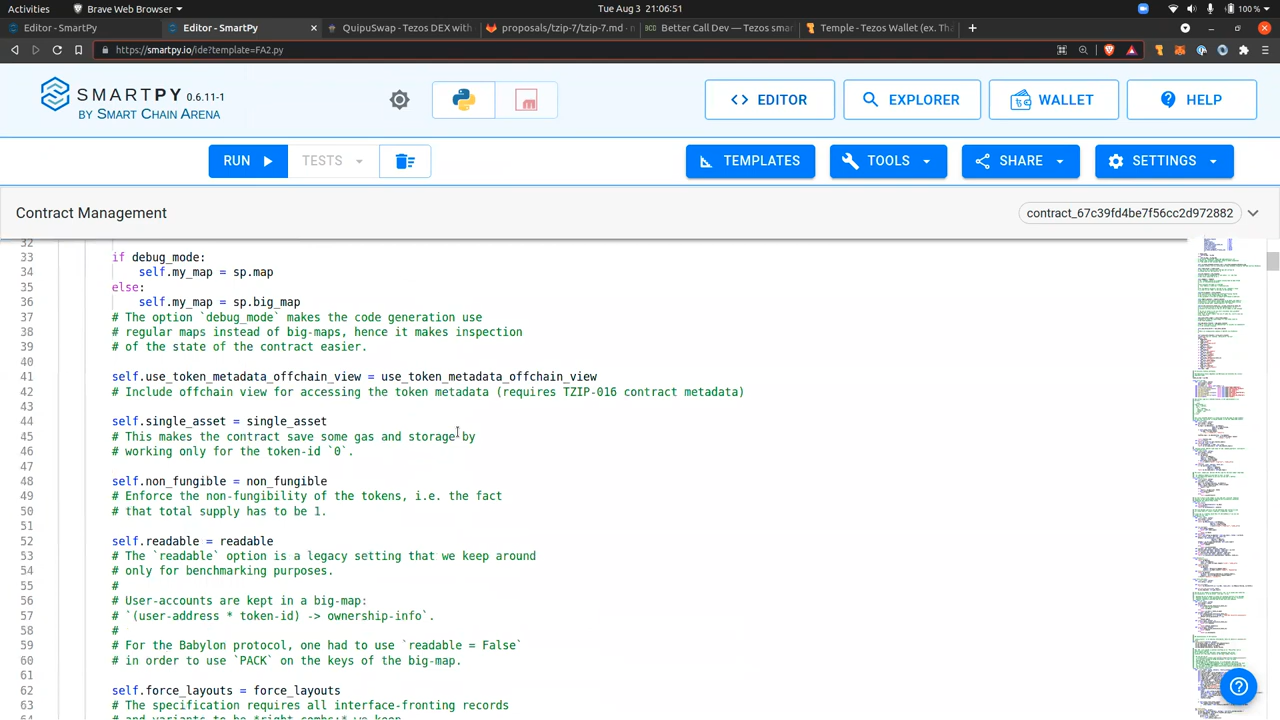 Activities
Brave Web Browser
Tue Aug 3 21:06:51
100 %
Editor - SmartPy
Editor - SmartPy
QuipuSwap - Tezos DEX with
proposals/tzip-7/tzip-7.md · m
BCD Better Call Dev — Tezos sma
Temple - Tezos Wallet (ex. Tha
https://smartpy.io/ide?template=FA2.py
SMARTPY 0.6.11-1
BY SMART CHAIN ARENA
EDITOR
EXPLORER
WALLET
HELP
RUN
TESTS
TEMPLATES
TOOLS
SHARE
SETTINGS
Contract Management
contract_67c39fd4be7f56cc2d972882
32
33 if debug_mode:
34 self.my_map = sp.map
35 else:
36 self.my_map = sp.big_map
37 # The option `debug_mode` makes the code generation use
38 # regular maps instead of big-maps, hence it makes inspection
39 # of the state of the contract easier.
40
41 self.use_token_metadata_offchain_view = use_token_metadata_offchain_view
42 # Include offchain view for accessing the token metadata (requires TZIP-016 contract metadata)
43
44 self.single_asset = single_asset
45 # This makes the contract save some gas and storage by
46 # working only for the token-id `0`.
47
48 self.non_fungible = non_fungible
49 # Enforce the non-fungibility of the tokens, i.e. the fact
50 # that total supply has to be 1.
51
52 self.readable = readable
53 # The `readable` option is a legacy setting that we keep around
54 # only for benchmarking purposes.
55 #
56 # User-accounts are kept in a big-map:
57 # `(user-address * token-id) -> ownership-info`.
58 #
59 # For the Babylon protocol, one had to use `readable = False`
60 # in order to use `PACK` on the keys of the big-map.
61
62 self.force_layouts = force_layouts
63 # The specification requires all interface-fronting records
64 # and variants to be *right-combs;* we keep